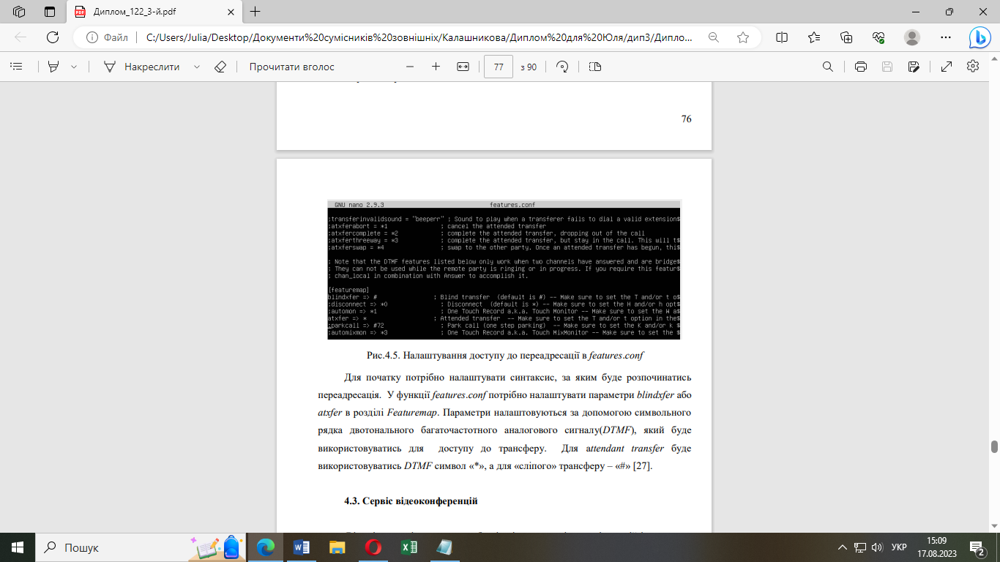 Диплом_122_3-й.pdf
Файл
C:/Users/Julia/Desktop/Документи%20сумісників%20зовнішніх/Калашникова/Диплом%20для%20Юля/дип3/Дипло...
Накреслити
Прочитати вголос
77
з 90
76
GNU nano 2.9.3 features.conf
;transferinvalidsound = "beeperr" ; Sound to play when a transferer fails to dial a valid extension$
;atxferabort = *1 ; cancel the attended transfer
;atxfercomplete = *2 ; complete the attended transfer, dropping out of the call
;atxferthreeway = *3 ; complete the attended transfer, but stay in the call. This will t$
;atxferswap = *4 ; swap to the other party. Once an attended transfer has begun, thi$
; Note that the DTMF features listed below only work when two channels have answered and are bridge$
; They can not be used while the remote party is ringing or in progress. If you require this featur$
; chan_local in combination with Answer to accomplish it.
[featuremap]
blindxfer => # ; Blind transfer (default is #) -- Make sure to set the T and/or t o$
;disconnect => *0 ; Disconnect (default is *) -- Make sure to set the H and/or h opt$
;automon => *1 ; One Touch Record a.k.a. Touch Monitor -- Make sure to set the W a$
atxfer => * ; Attended transfer -- Make sure to set the T and/or t option in the$
;parkcall => #72 ; Park call (one step parking) -- Make sure to set the K and/or k $
;automixmon => *3 ; One Touch Record a.k.a. Touch MixMonitor -- Make sure to set the $
Рис.4.5. Налаштування доступу до переадресації в features.conf
Для початку потрібно налаштувати синтаксис, за яким буде розпочинатись
переадресація. У функції features.conf потрібно налаштувати параметри blindxfer або
atxfer в розділі Featuremap. Параметри налаштовуються за допомогою символьного
рядка двотонального багаточастотного аналогового сигналу(DTMF), який буде
використовуватись для доступу до трансферу. Для attendant transfer буде
використовуватись DTMF символ «*», а для «сліпого» трансферу – «#» [27].
4.3. Сервіс відеоконференцій
Пошук
УКР
15:09
17.08.2023
2